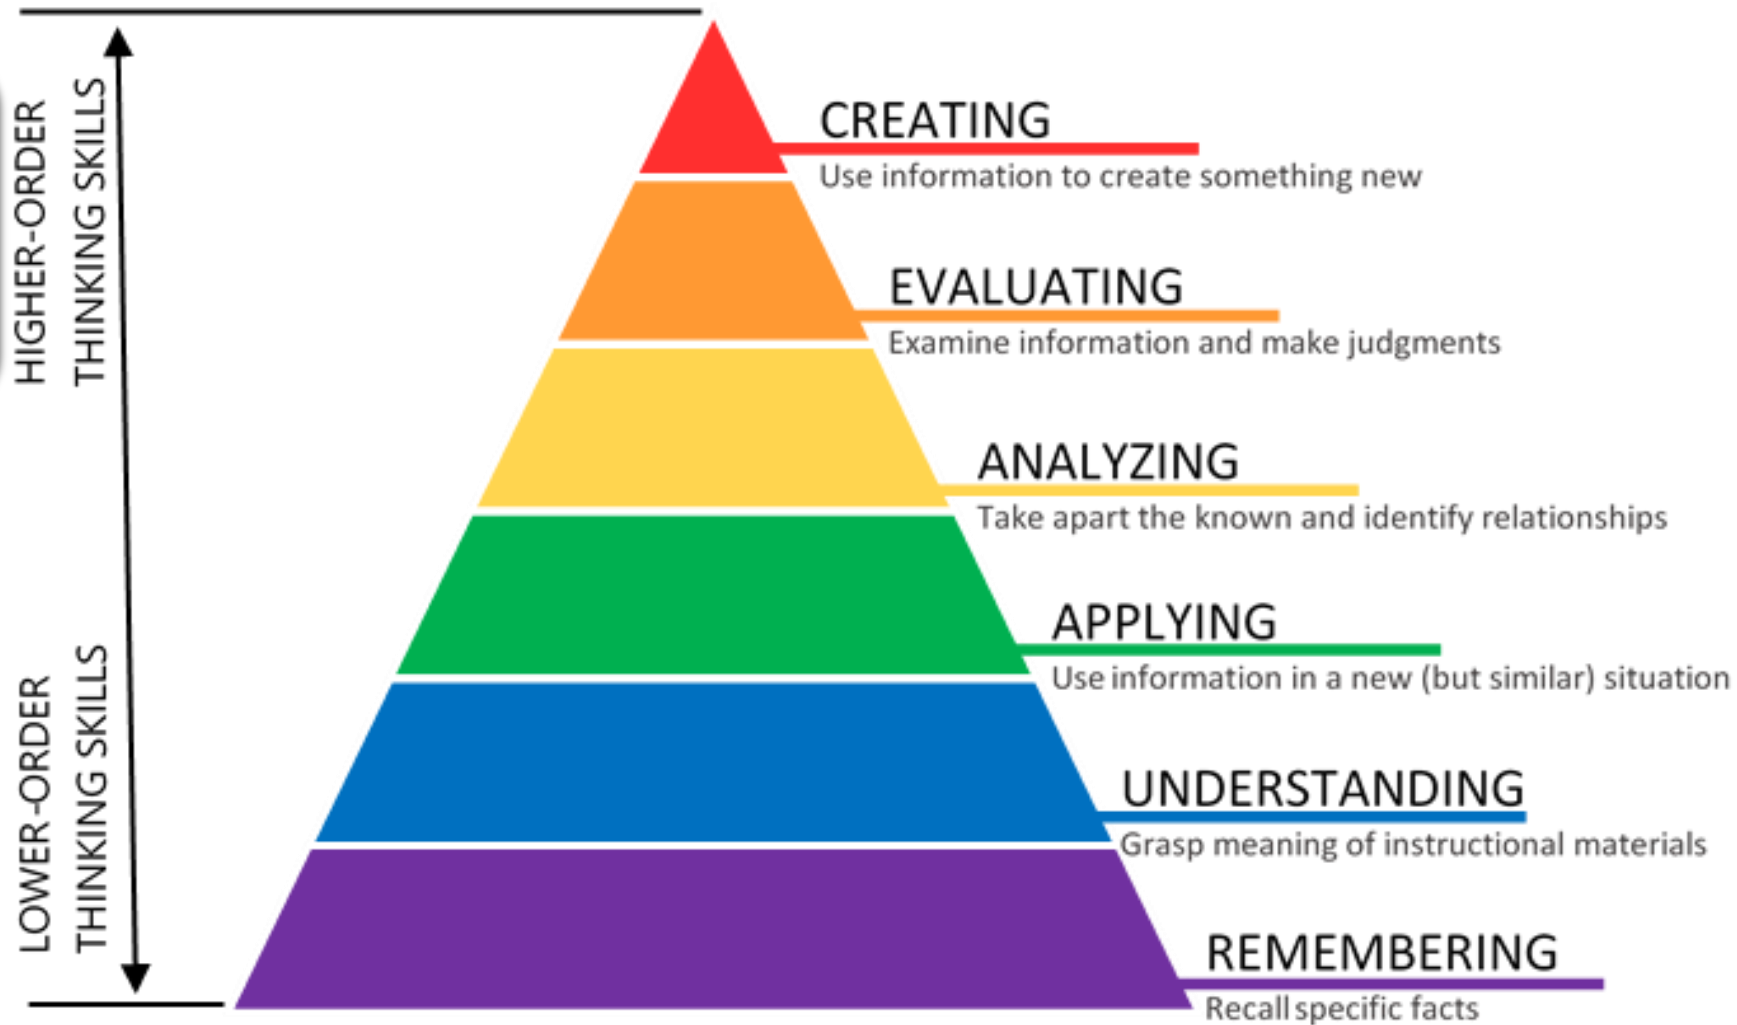 HIGHER-ORDER
THINKING SKILLS
LOWER-ORDER
THINKING SKILLS
CREATING
Use information to create something new
EVALUATING
Examine information and make judgments
ANALYZING
Take apart the known and identify relationships
APPLYING
Use information in a new (but similar) situation
UNDERSTANDING
Grasp meaning of instructional materials
REMEMBERING
Recall specific facts